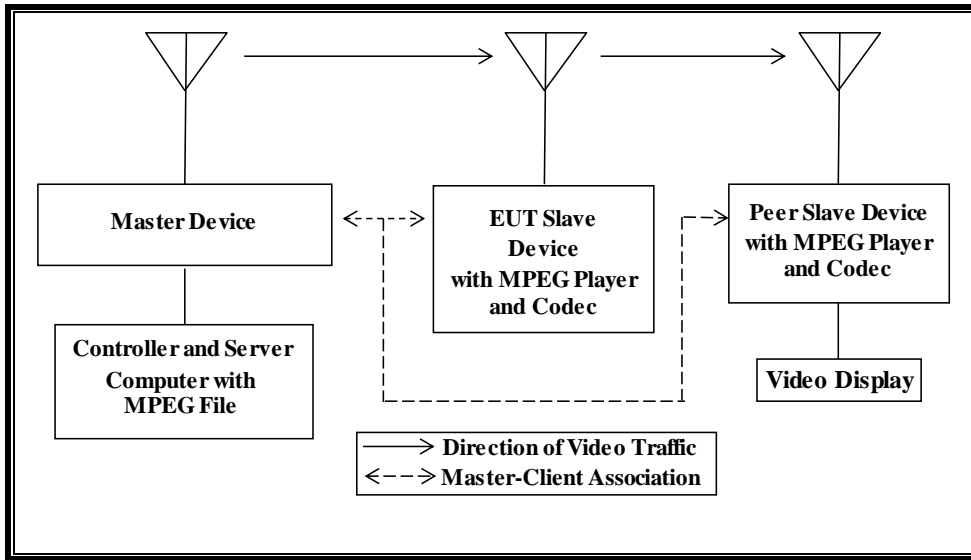 Master Device
EUT Slave
Device
with MPEG Player
and Codec
Peer Slave Device
with MPEG Player
and Codec
Controller and Server
Computer with
MPEG File
Video Display
Direction of Video Traffic
Master-Client Association